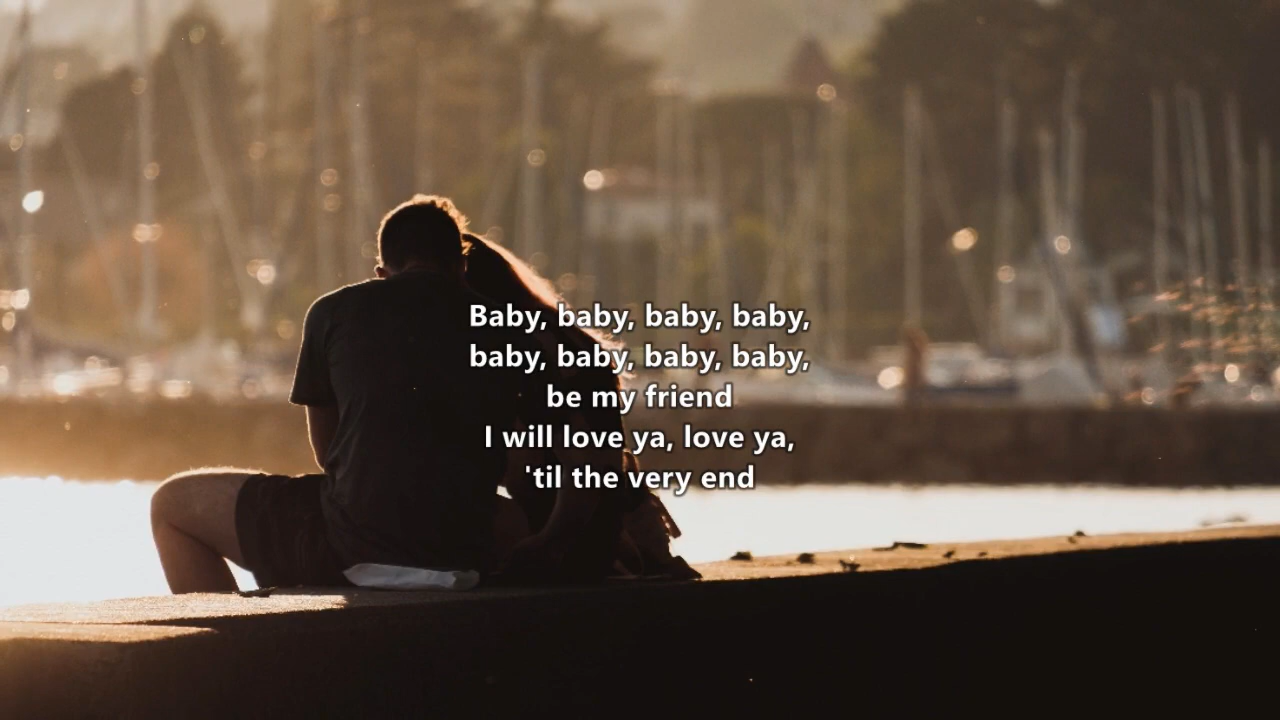 Baby, baby, baby, baby,
baby, baby, baby, baby,
be my friend
I will love ya, love ya,
'til the very end